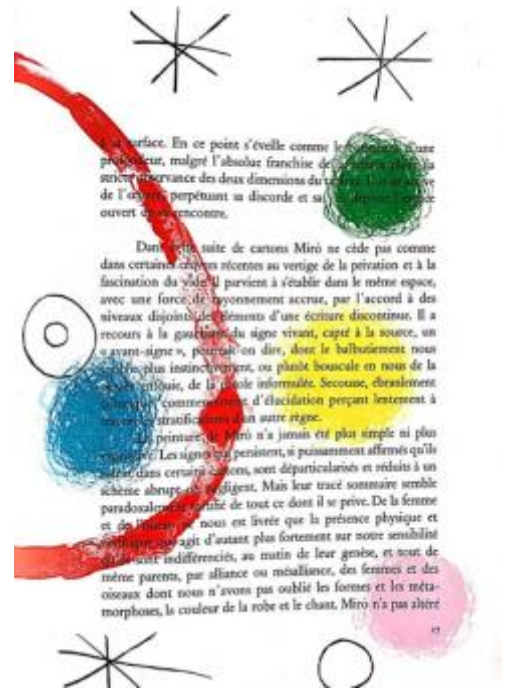 surface. En ce point s'éveille comme le d'une
malgré l'absolue franchise de la
stricte observance des deux dimensions du
de l' perpétuant sa discorde et sa
ouvert rencontre.
Dans cette suite de cartons Miró ne cède pas comme
dans certaines œuvres récentes au vertige de la privation et à la
fascination du vide. Il parvient à s'établir dans le même espace,
avec une force de rayonnement accrue, par l'accord à des
niveaux disjoints des éléments d'une écriture discontinue. Il a
recours à la gaucherie du signe vivant, capté à la source, un
« avant-signe », pourrait-on dire, dont le balbutiement nous
plus instinctivement, ou plutôt bouscule en nous de la
enfouie, de la parole informulée. Secousse, ébranlement
commencement d'élucidation perçant lentement à
stratifications d'un autre règne.
La peinture de Miró n'a jamais été plus simple ni plus
Les signes qui persistent, si puissamment affirmés qu'ils
soient dans certains cartons, sont départicularisés et réduits à un
schème abrupt ou négligent. Mais leur tracé sommaire semble
paradoxalement de tout ce dont il se prive. De la femme
et de nous est livrée que la présence physique et
qui agit d'autant plus fortement sur notre sensibilité
sont indifférenciés, au matin de leur genèse, et tout de
même parents, par alliance ou mésalliance, des femmes et des
oiseaux dont nous n'avons pas oublié les formes et les méta-
morphoses, la couleur de la robe et le chant. Miró n'a pas altéré